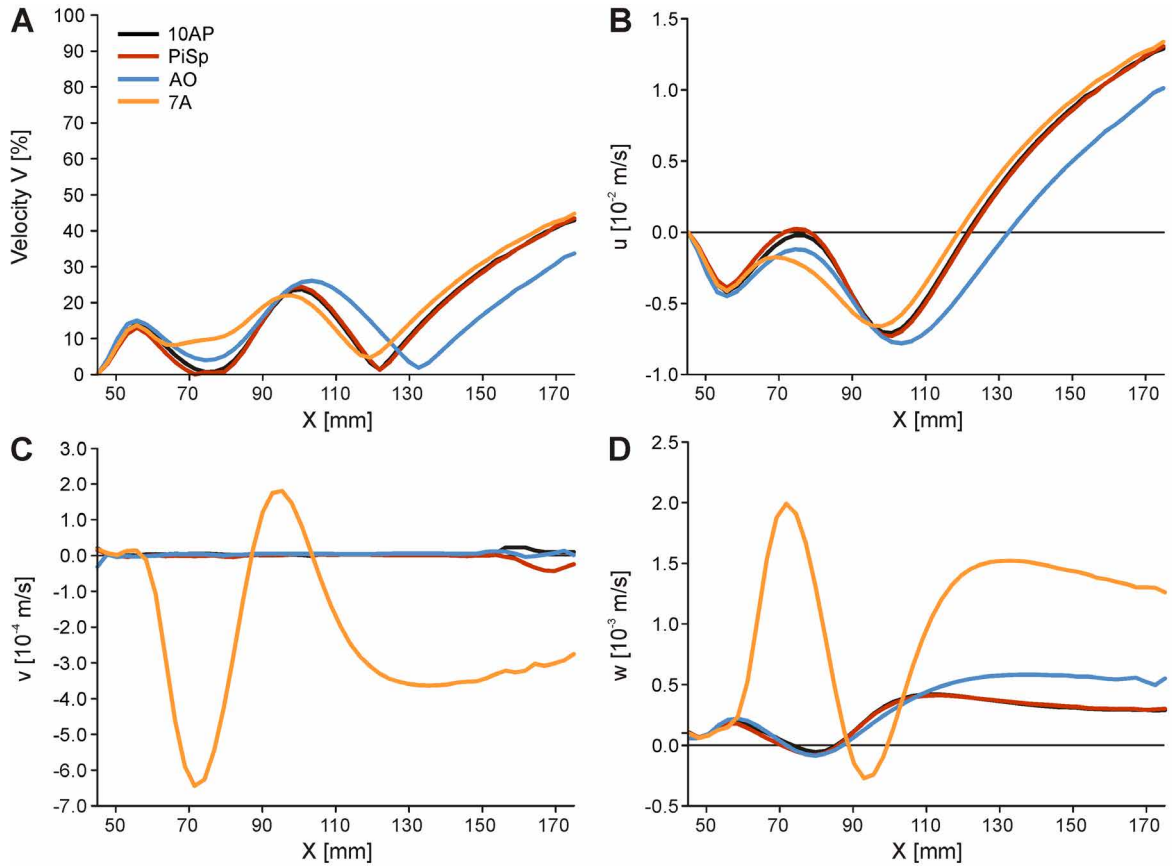 A
100
90
80
70
60
50
40
30
20
10
0
Velocity V [%]
10AP
PiSp
AO
7A
50 70 90 110 130 150 170
X [mm]
B
1.5
1.0
0.5
0.0
-0.5
-1.0
u [10⁻² m/s]
50 70 90 110 130 150 170
X [mm]
C
3.0
2.0
1.0
0.0
-1.0
-2.0
-3.0
-4.0
-5.0
-6.0
-7.0
v [10⁻⁴ m/s]
50 70 90 110 130 150 170
X [mm]
D
2.5
2.0
1.5
1.0
0.5
0.0
-0.5
w [10⁻³ m/s]
50 70 90 110 130 150 170
X [mm]